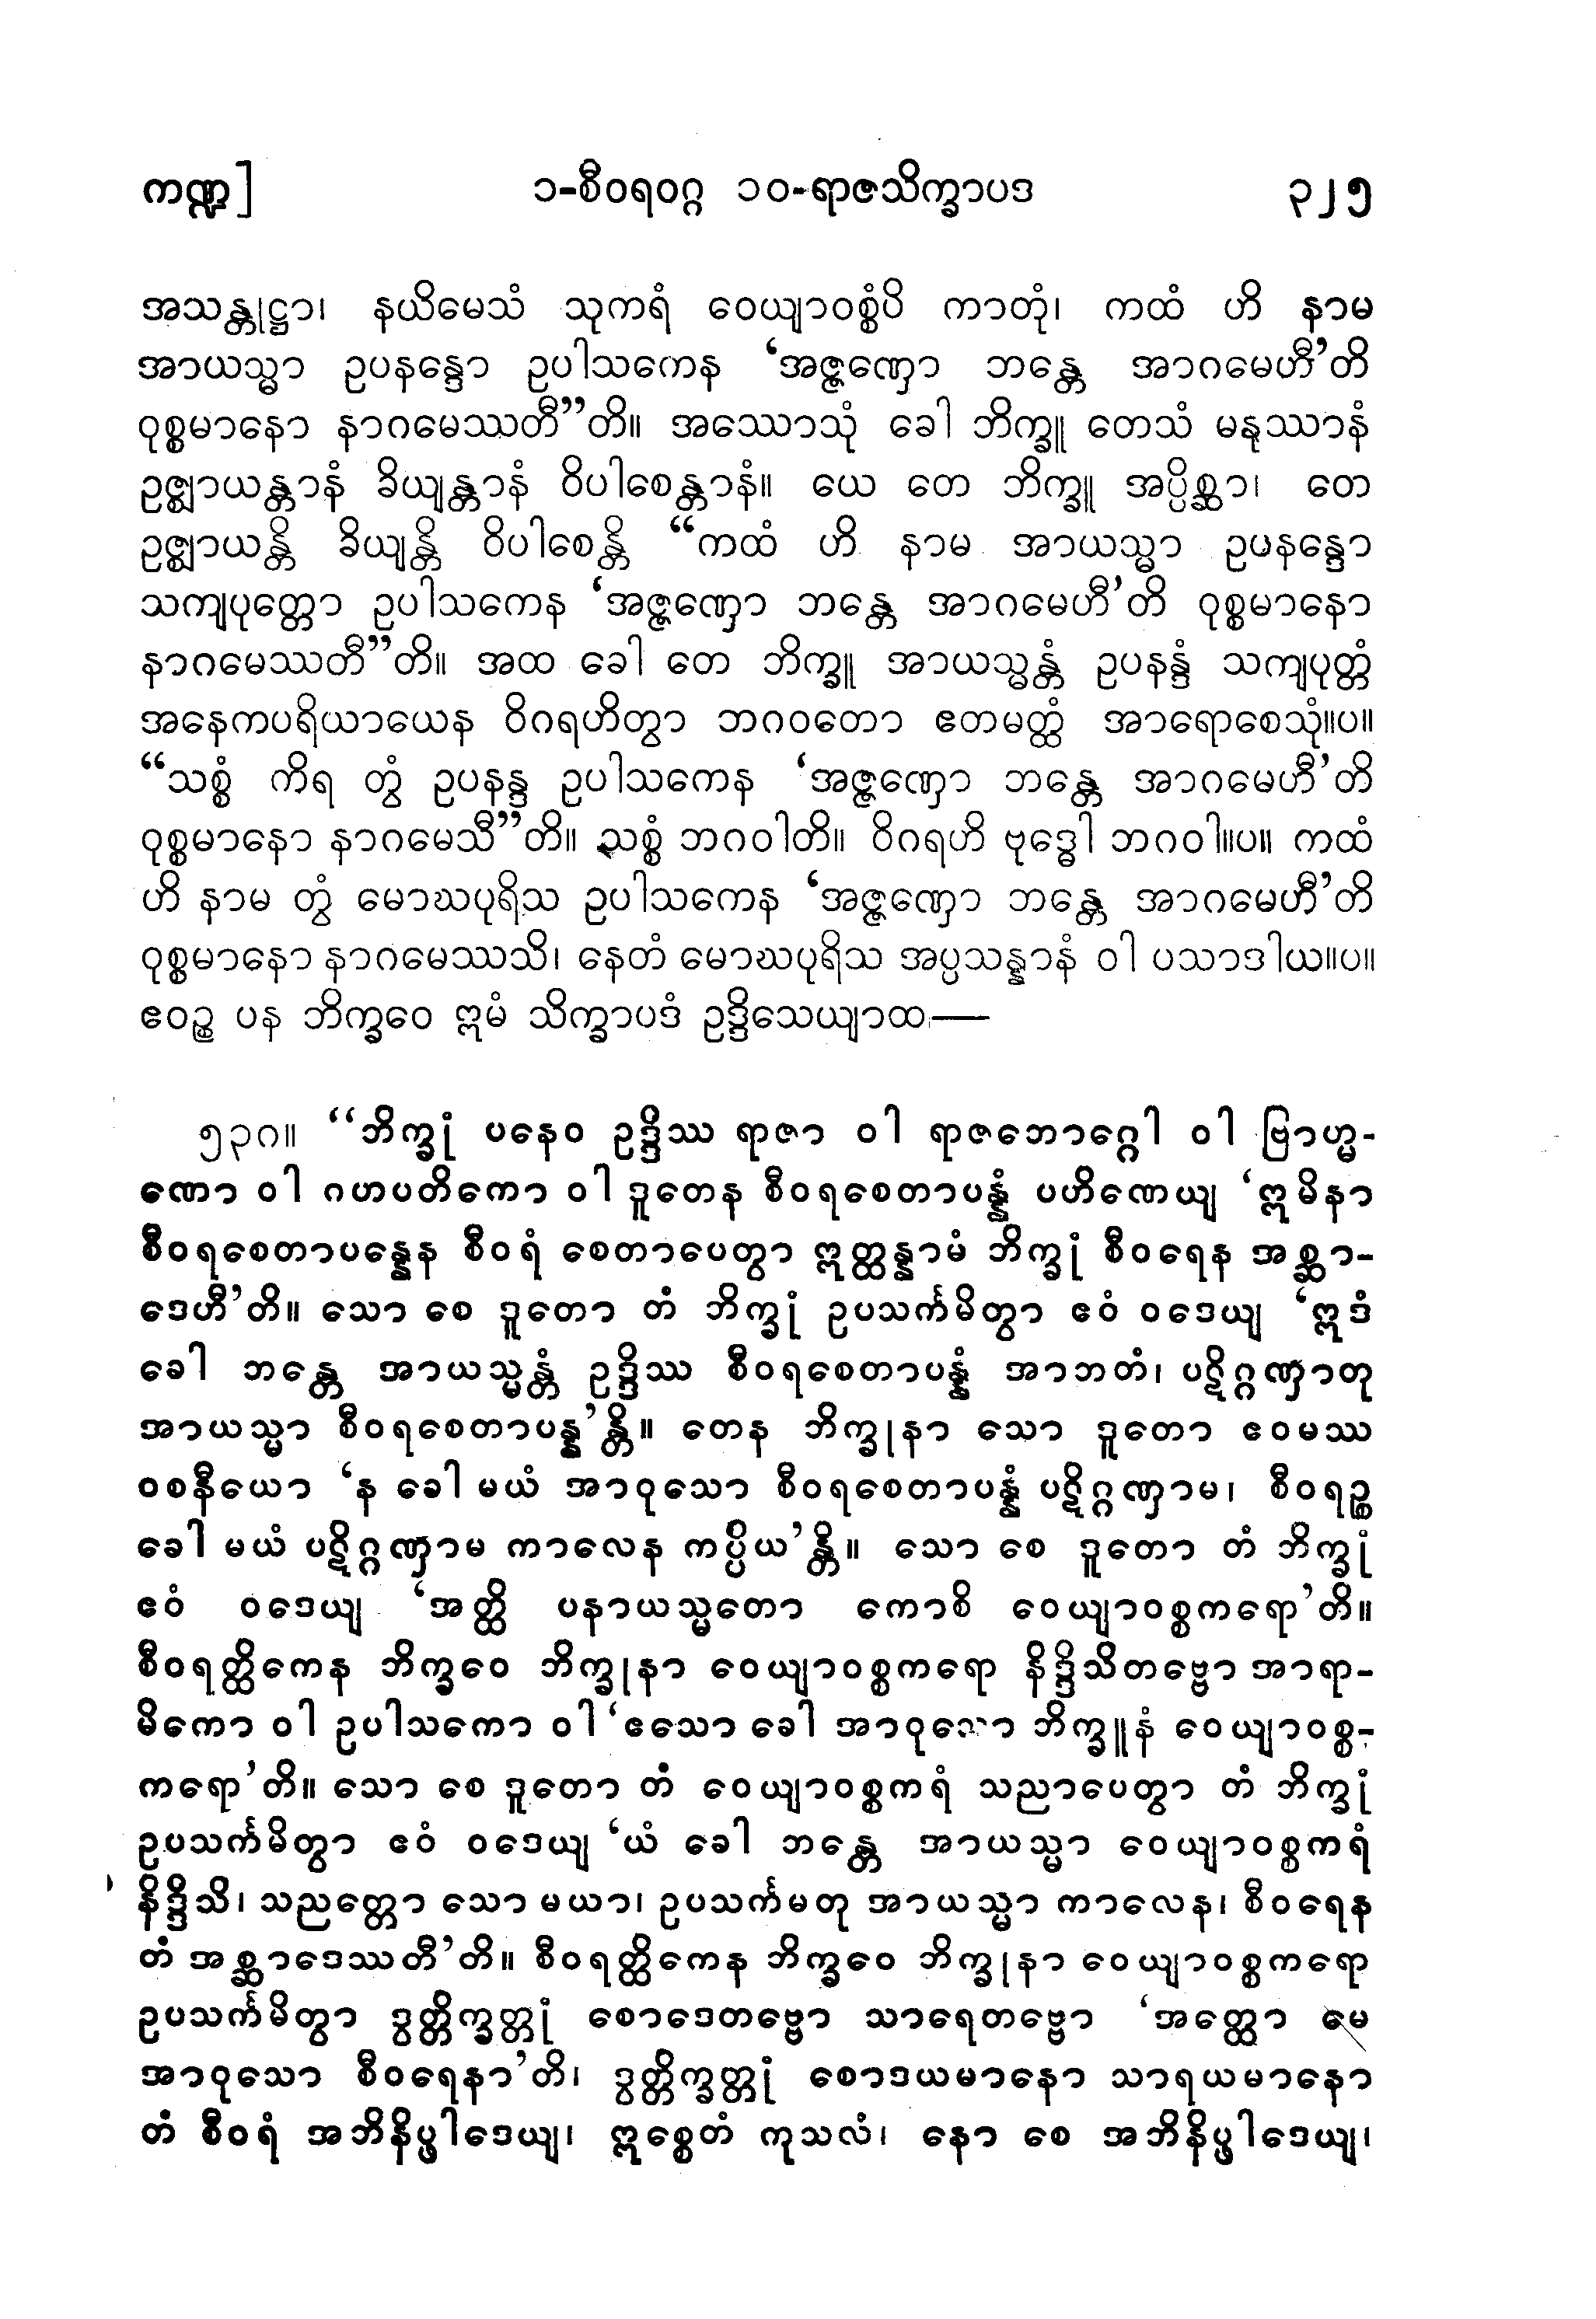 ကဏ္ဍ] ၁-စီဝရဝဂ္ဂ ၁၀-ရာဇသိက္ခာပဒ ၃၂၅
အသန္တုဋ္ဌာ၊ နယိမေသံ သုကရံ ဝေယျာဝစ္စံပိ ကာတုံ၊ ကထံ ဟိ နာမ
အာယသ္မာ ဥပနန္ဒော ဥပါသကေန ‘အဇ္ဇဏှော ဘန္တေ အာဂမေဟီ’တိ
ဝုစ္စမာနော နာဂမေဿတီ”တိ။ အဿောသုံ ခေါ ဘိက္ခူ တေသံ မနုဿာနံ
ဥဇ္ဈာယန္တာနံ ခိယျန္တာနံ ဝိပါစေန္တာနံ။ ယေ တေ ဘိက္ခူ အပ္ပိစ္ဆာ၊ တေ
ဥဇ္ဈာယန္တိ ခိယျန္တိ ဝိပါစေန္တိ “ကထံ ဟိ နာမ အာယသ္မာ ဥပနန္ဒော
သကျပုတ္တော ဥပါသကေန ‘အဇ္ဇဏှော ဘန္တေ အာဂမေဟီ’တိ ဝုစ္စမာနော
နာဂမေဿတီ”တိ။ အထ ခေါ တေ ဘိက္ခူ အာယသ္မန္တံ ဥပနန္ဒံ သကျပုတ္တံ
အနေကပရိယာယေန ဝိဂရဟိတွာ ဘဂဝတော ဧတမတ္ထံ အာရောစေသုံ။ပ။
“သစ္စံ ကိရ တွံ ဥပနန္ဒ ဥပါသကေန ‘အဇ္ဇဏှော ဘန္တေ အာဂမေဟီ’တိ
ဝုစ္စမာနော နာဂမေသီ”တိ။ သစ္စံ ဘဂဝါတိ။ ဝိဂရဟိ ဗုဒ္ဓေါ ဘဂဝါ။ပ။ ကထံ
ဟိ နာမ တွံ မောဃပုရိသ ဥပါသကေန ‘အဇ္ဇဏှော ဘန္တေ အာဂမေဟီ’တိ
ဝုစ္စမာနော နာဂမေဿသိ၊ နေတံ မောဃပုရိသ အပ္ပသန္နာနံ ဝါ ပသာဒါယ။ပ။
ဧဝဉ္စ ပန ဘိက္ခဝေ ဣမံ သိက္ခာပဒံ ဥဒ္ဒိသေယျာထ—
၅၃၈။ “ဘိက္ခုံ ပနေဝ ဥဒ္ဒိဿ ရာဇာ ဝါ ရာဇဘောဂ္ဂေါ ဝါ ဗြာဟ္မ-
ဏော ဝါ ဂဟပတိကော ဝါ ဒူတေန စီဝရစေတာပန္နံ ပဟိဏေယျ ‘ဣမိနာ
စီဝရစေတာပန္နေန စီဝရံ စေတာပေတွာ ဣတ္ထန္နာမံ ဘိက္ခုံ စီဝရေန အစ္ဆာ-
ဒေဟီ’တိ။ သော စေ ဒူတော တံ ဘိက္ခုံ ဥပသင်္ကမိတွာ ဧဝံ ဝဒေယျ ‘ဣဒံ
ခေါ ဘန္တေ အာယသ္မန္တံ ဥဒ္ဒိဿ စီဝရစေတာပန္နံ အာဘတံ၊ ပဋိဂ္ဂဏှာတု
အာယသ္မာ စီဝရစေတာပန္န’န္တိ။ တေန ဘိက္ခုနာ သော ဒူတော ဧဝမဿ
ဝစနီယော ‘န ခေါ မယံ အာဝုသော စီဝရစေတာပန္နံ ပဋိဂ္ဂဏှာမ၊ စီဝရဉ္စ
ခေါ မယံ ပဋိဂ္ဂဏှာမ ကာလေန ကပ္ပိယ’န္တိ။ သော စေ ဒူတော တံ ဘိက္ခုံ
ဧဝံ ဝဒေယျ ‘အတ္ထိ ပနာယသ္မတော ကောစိ ဝေယျာဝစ္စကရော’တိ။
စီဝရတ္ထိကေန ဘိက္ခဝေ ဘိက္ခုနာ ဝေယျာဝစ္စကရော နိဒ္ဒိသိတဗ္ဗော အာရာ-
မိကော ဝါ ဥပါသကော ဝါ ‘ဧသော ခေါ အာဝုသော ဘိက္ခူနံ ဝေယျာဝစ္စ-
ကရော’တိ။ သော စေ ဒူတော တံ ဝေယျာဝစ္စကရံ သညာပေတွာ တံ ဘိက္ခုံ
ဥပသင်္ကမိတွာ ဧဝံ ဝဒေယျ ‘ယံ ခေါ ဘန္တေ အာယသ္မာ ဝေယျာဝစ္စကရံ
နိဒ္ဒိသိ၊ သညတ္တော သော မယာ၊ ဥပသင်္ကမတု အာယသ္မာ ကာလေန၊ စီဝရေန
တံ အစ္ဆာဒေဿတီ’တိ။ စီဝရတ္ထိကေန ဘိက္ခဝေ ဘိက္ခုနာ ဝေယျာဝစ္စကရော
ဥပသင်္ကမိတွာ ဒွတ္တိက္ခတ္တုံ စောဒေတဗ္ဗော သာရေတဗ္ဗော ‘အတ္ထော မေ
အာဝုသော စီဝရေနာ’တိ၊ ဒွတ္တိက္ခတ္တုံ စောဒယမာနော သာရယမာနော
တံ စီဝရံ အဘိနိပ္ဖါဒေယျ၊ ဣစ္စေတံ ကုသလံ၊ နော စေ အဘိနိပ္ဖါဒေယျ၊